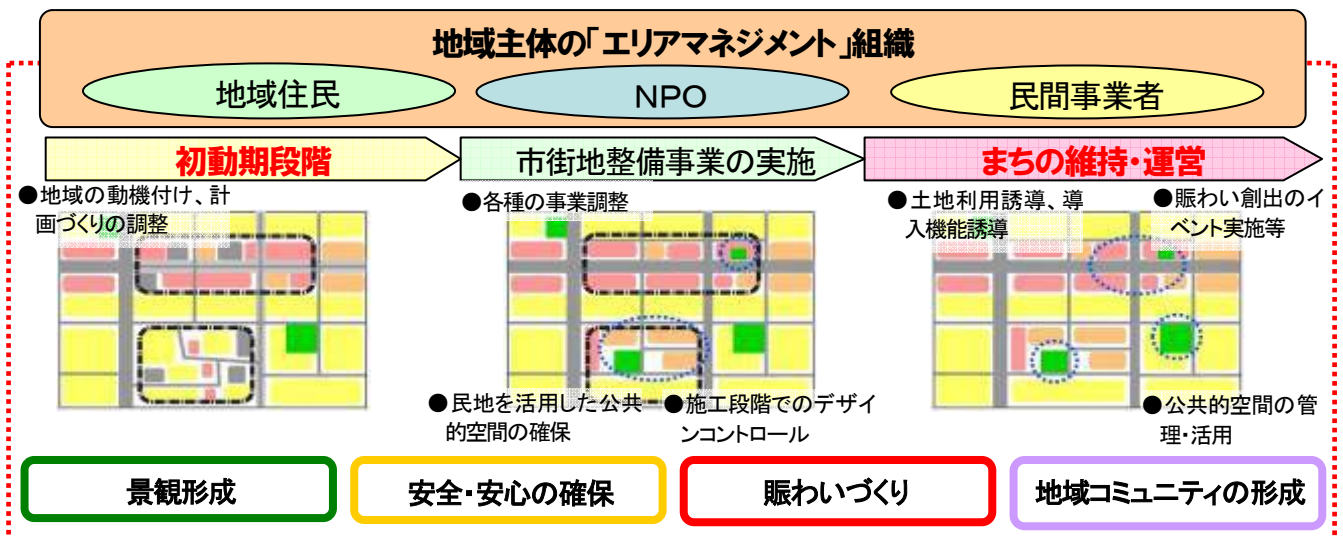 地域主体の「エリアマネジメント」組織
地域住民
NPO
民間事業者
初動期段階
市街地整備事業の実施
まちの維持・運営
●地域の動機付け、計
画づくりの調整
●各種の事業調整
●土地利用誘導、導
入機能誘導
●賑わい創出のイ
ベント実施等
●民地を活用した公共
的空間の確保
●施工段階でのデザイ
ンコントロール
●公共的空間の管
理・活用
景観形成
安全・安心の確保
賑わいづくり
地域コミュニティの形成